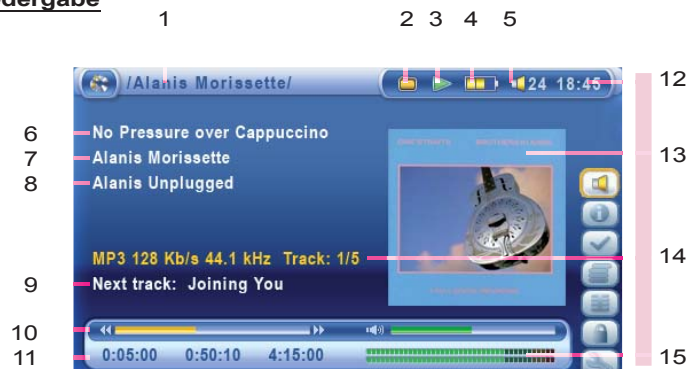 edergabe
1 2 3 4 5
/Alanis Morissette/ 24 18:45 12
6 No Pressure over Cappuccino
7 Alanis Morissette 13
8 Alanis Unplugged
MP3 128 Kb/s 44.1 kHz Track: 1/5 14
9 Next track: Joining You
10
11 0:05:00 0:50:10 4:15:00 15